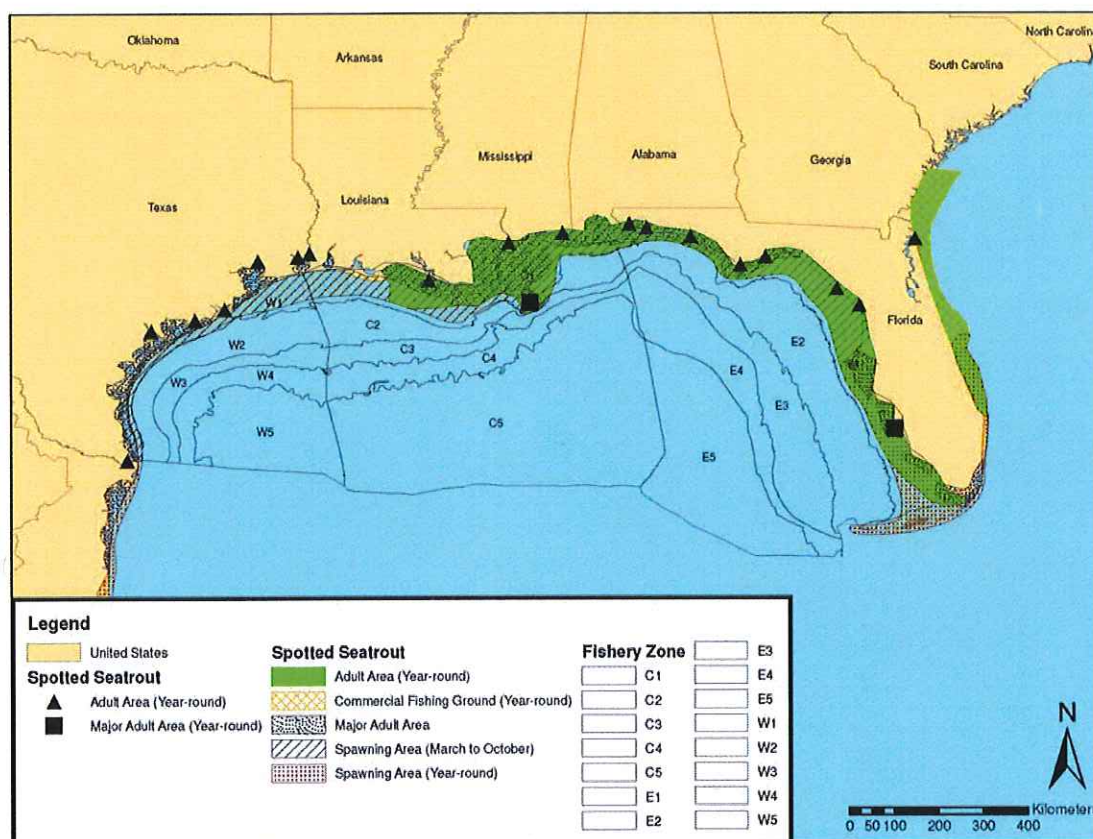 Oklahoma
Arkansas
North Carolin
South Carolina
Mississippi
Alabama
Georgia
Texas
Louisiana
Florida
W1
W2
W3
W4
W5
C2
C3
C4
C5
E2
E4
E3
E5
N
Kilometers
0 50 100 200 300 400
Legend
United States
Spotted Seatrout
Adult Area (Year-round)
Major Adult Area (Year-round)
Spotted Seatrout
Adult Area (Year-round)
Commercial Fishing Ground (Year-round)
Major Adult Area
Spawning Area (March to October)
Spawning Area (Year-round)
Fishery Zone
C1
C2
C3
C4
C5
E1
E2
E3
E4
E5
W1
W2
W3
W4
W5